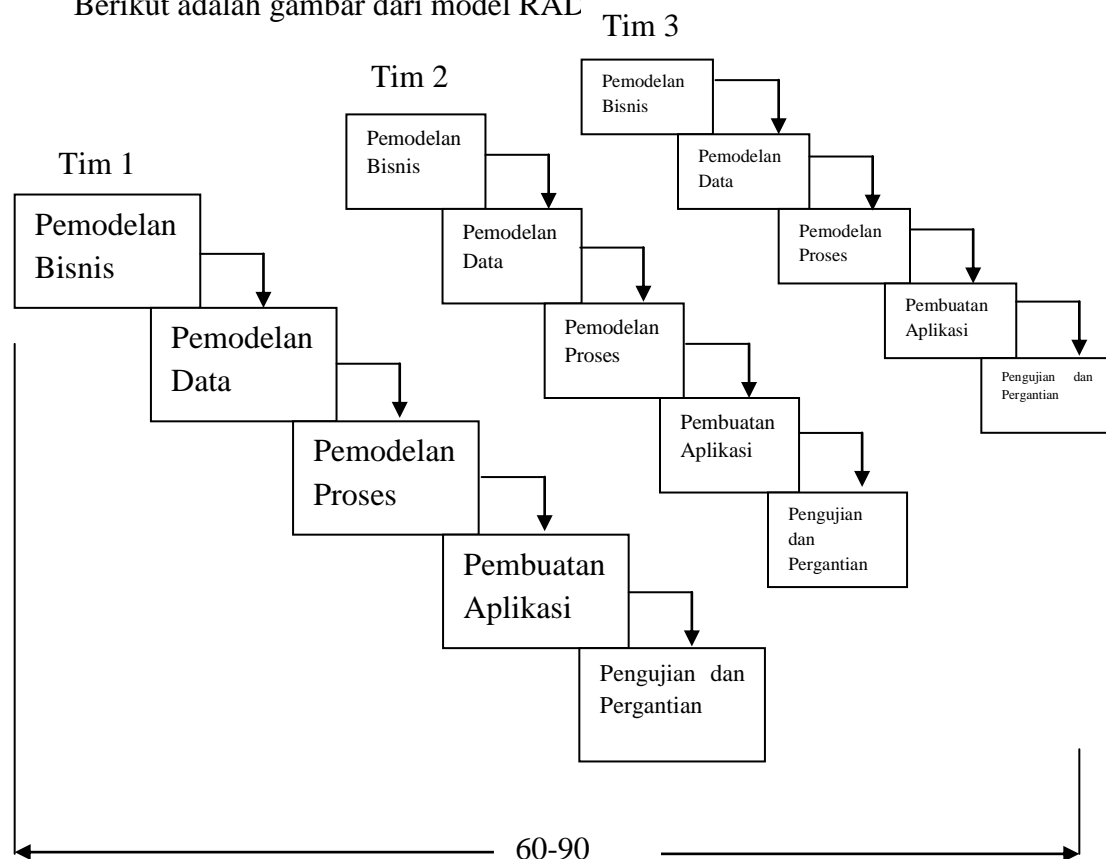 Berikut adalah gambar dari model RAD
Tim 3
Pemodelan
Bisnis
Pemodelan
Data
Pemodelan
Proses
Pembuatan
Aplikasi
Pengujian dan
Pergantian
Tim 2
Pemodelan
Bisnis
Pemodelan
Data
Pemodelan
Proses
Pembuatan
Aplikasi
Pengujian
dan
Pergantian
Tim 1
Pemodelan
Bisnis
Pemodelan
Data
Pemodelan
Proses
Pembuatan
Aplikasi
Pengujian dan
Pergantian
60-90